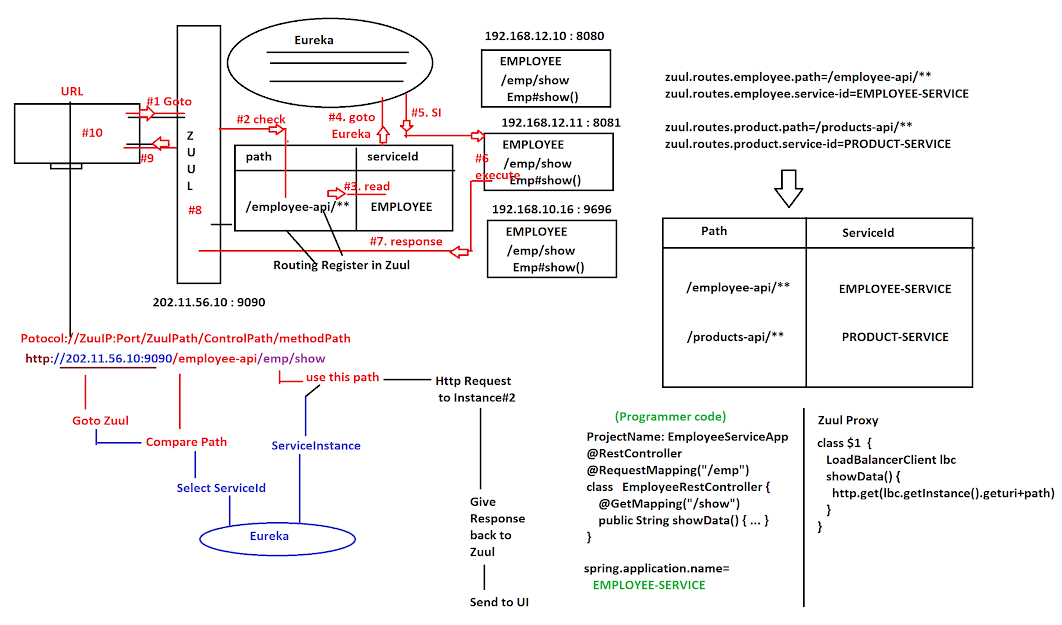 URL
#10
#1 Goto
#9
Z
U
U
L
#8
202.11.56.10 : 9090
Eureka
#2 check
#4. goto
Eureka
#5. SI
path
serviceId
#3. read
/employee-api/**
EMPLOYEE
#7. response
Routing Register in Zuul
192.168.12.10 : 8080
EMPLOYEE
/emp/show
Emp#show()
192.168.12.11 : 8081
#6
execute
EMPLOYEE
/emp/show
Emp#show()
192.168.10.16 : 9696
EMPLOYEE
/emp/show
Emp#show()
zuul.routes.employee.path=/employee-api/**
zuul.routes.employee.service-id=EMPLOYEE-SERVICE
zuul.routes.product.path=/products-api/**
zuul.routes.product.service-id=PRODUCT-SERVICE
Path
ServiceId
/employee-api/**
EMPLOYEE-SERVICE
/products-api/**
PRODUCT-SERVICE
Potocol://ZuuIP:Port/ZuulPath/ControlPath/methodPath
http://202.11.56.10:9090/employee-api/emp/show
use this path
Http Request
to Instance#2
Goto Zuul
Compare Path
ServiceInstance
Select ServiceId
Eureka
Give
Response
back to
Zuul
Send to UI
(Programmer code)
ProjectName: EmployeeServiceApp
@RestController
@RequestMapping("/emp")
class EmployeeRestController {
@GetMapping("/show")
public String showData() { ... }
}
spring.application.name=
EMPLOYEE-SERVICE
Zuul Proxy
class $1 {
LoadBalancerClient lbc
showData() {
http.get(lbc.getInstance().geturi+path)
}
}